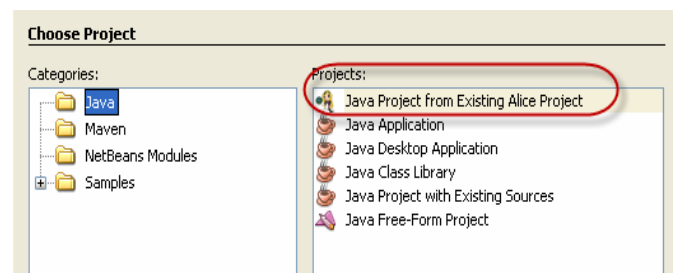 Choose Project
Categories:
Java
Maven
NetBeans Modules
Samples
Projects:
Java Project from Existing Alice Project
Java Application
Java Desktop Application
Java Class Library
Java Project with Existing Sources
Java Free-Form Project